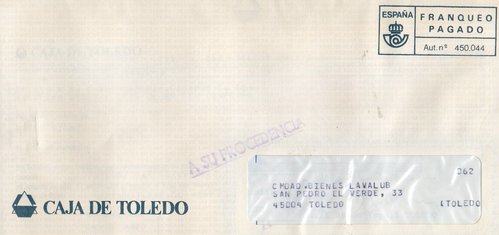 ESPAÑA
FRANQUEO
PAGADO
Aut. nº 450.044
A SU PROCEDENCIA
062
CMDAD.BIENES LAVALUB
SAN PEDRO EL VERDE, 33
45004 TOLEDO (TOLEDO
CAJA DE TOLEDO